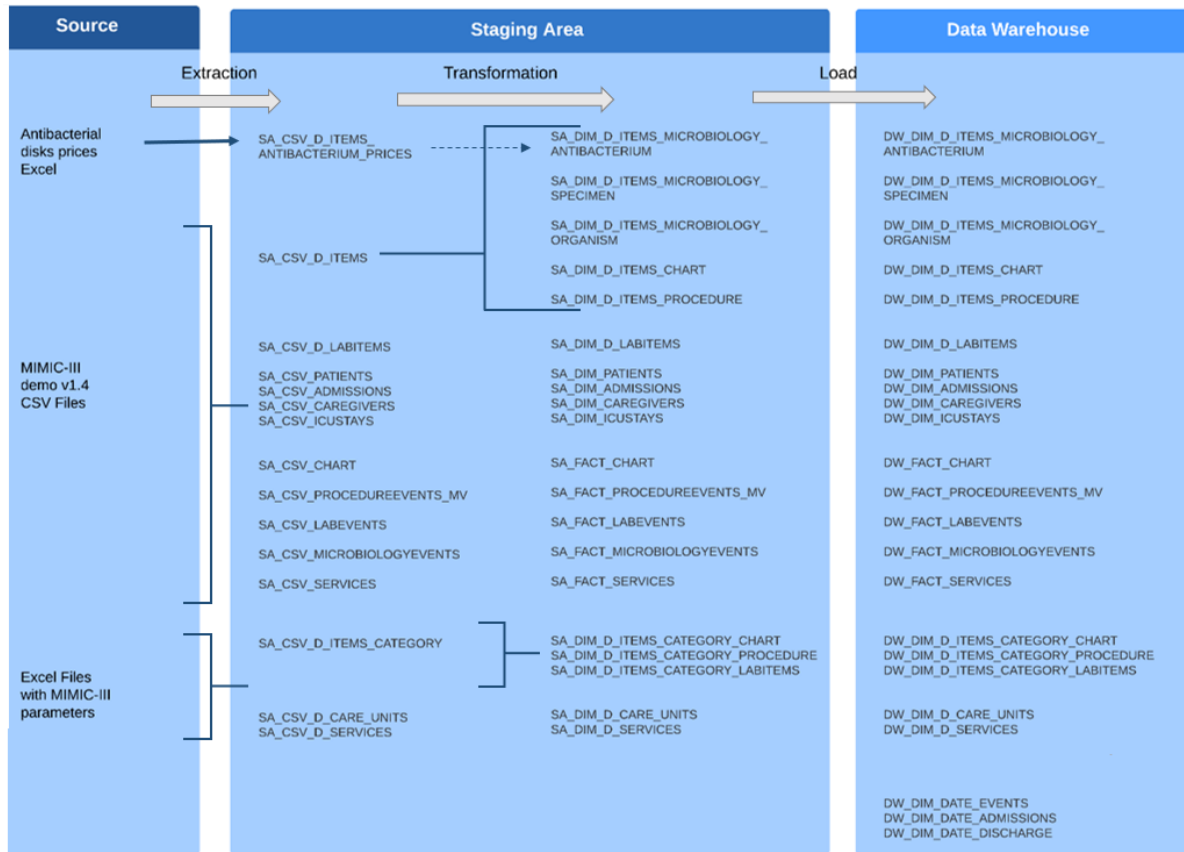 Source
Staging Area
Data Warehouse
Extraction
Transformation
Load
Antibacterial
disks prices
Excel
SA_CSV_D_ITEMS_
ANTIBACTERIUM_PRICES
SA_DIM_D_ITEMS_MICROBIOLOGY_
ANTIBACTERIUM
DW_DIM_D_ITEMS_MICROBIOLOGY_
ANTIBACTERIUM
SA_DIM_D_ITEMS_MICROBIOLOGY_
SPECIMEN
DW_DIM_D_ITEMS_MICROBIOLOGY_
SPECIMEN
SA_DIM_D_ITEMS_MICROBIOLOGY_
ORGANISM
DW_DIM_D_ITEMS_MICROBIOLOGY_
ORGANISM
SA_CSV_D_ITEMS
SA_DIM_D_ITEMS_CHART
DW_DIM_D_ITEMS_CHART
SA_DIM_D_ITEMS_PROCEDURE
DW_DIM_D_ITEMS_PROCEDURE
MIMIC-III
demo v1.4
CSV Files
SA_CSV_D_LABITEMS
SA_DIM_D_LABITEMS
DW_DIM_D_LABITEMS
SA_CSV_PATIENTS
SA_CSV_ADMISSIONS
SA_CSV_CAREGIVERS
SA_CSV_ICUSTAYS
SA_DIM_PATIENTS
SA_DIM_ADMISSIONS
SA_DIM_CAREGIVERS
SA_DIM_ICUSTAYS
DW_DIM_PATIENTS
DW_DIM_ADMISSIONS
DW_DIM_CAREGIVERS
DW_DIM_ICUSTAYS
SA_CSV_CHART
SA_FACT_CHART
DW_FACT_CHART
SA_CSV_PROCEDUREEVENTS_MV
SA_FACT_PROCEDUREEVENTS_MV
DW_FACT_PROCEDUREEVENTS_MV
SA_CSV_LABEVENTS
SA_FACT_LABEVENTS
DW_FACT_LABEVENTS
SA_CSV_MICROBIOLOGYEVENTS
SA_FACT_MICROBIOLOGYEVENTS
DW_FACT_MICROBIOLOGYEVENTS
SA_CSV_SERVICES
SA_FACT_SERVICES
DW_FACT_SERVICES
Excel Files
with MIMIC-III
parameters
SA_CSV_D_ITEMS_CATEGORY
SA_DIM_D_ITEMS_CATEGORY_CHART
SA_DIM_D_ITEMS_CATEGORY_PROCEDURE
SA_DIM_D_ITEMS_CATEGORY_LABITEMS
DW_DIM_D_ITEMS_CATEGORY_CHART
DW_DIM_D_ITEMS_CATEGORY_PROCEDURE
DW_DIM_D_ITEMS_CATEGORY_LABITEMS
SA_CSV_D_CARE_UNITS
SA_CSV_D_SERVICES
SA_DIM_D_CARE_UNITS
SA_DIM_D_SERVICES
DW_DIM_D_CARE_UNITS
DW_DIM_D_SERVICES
DW_DIM_DATE_EVENTS
DW_DIM_DATE_ADMISSIONS
DW_DIM_DATE_DISCHARGE